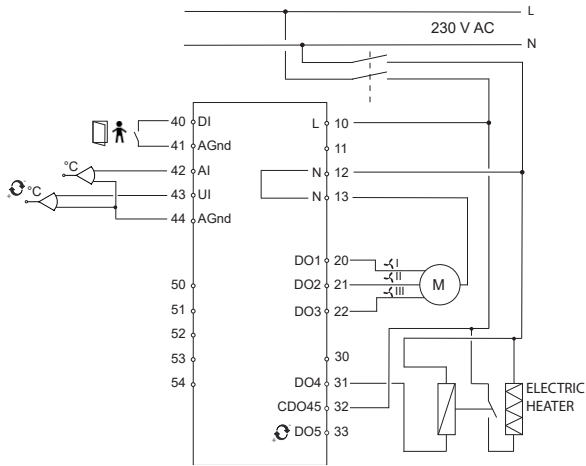 L
230 V AC
N
40 DI
L 10
41 AGnd
11
°C
42 AI
N 12
°C
43 UI
N 13
44 AGnd
DO1 20
I
50
DO2 21
II
M
51
DO3 22
III
52
53
30
54
DO4 31
CDO45 32
DO5 33
ELECTRIC
HEATER